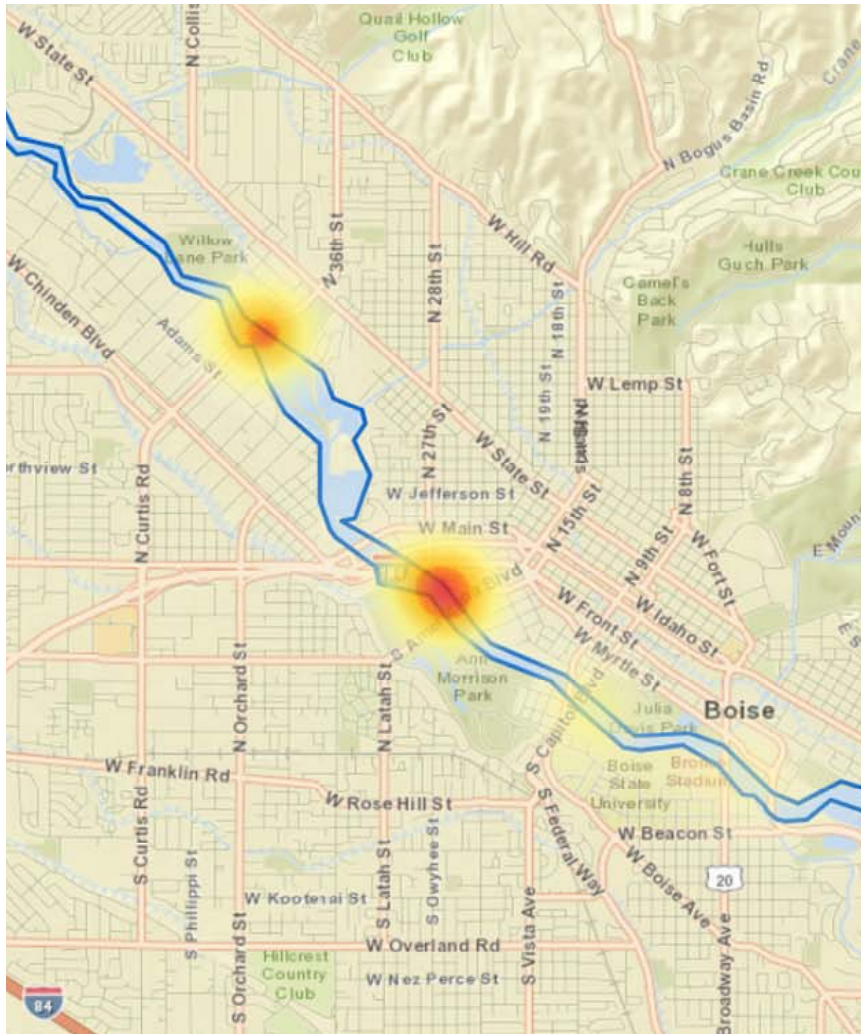 Quail Hollow
Golf
Club
W State St
N Collis
N Bogus Basin Rd
Crane
Crane Creek Cou
Club
Hulls
Guch Park
Camel's
Back
Park
Willow
Lane Park
N 36th St
N 28th St
W Hill Rd
N 18th St
N 19th St
W Chinden Blvd
Adams St
W Lemp St
N 27th St
W State St
N 8th St
rthview St
N Curtis Rd
W Jefferson St
W Main St
N 15th St
N 9th St
W Fort St
E Moun
E S
W Front St
W Idaho St
W Myrtle St
Ann
Morrison
Park
N Orchard St
N Latah St
S Capitol Blvd
Julia
Davis Park
Boise
Boise
State
University
Stadium
W Franklin Rd
W Rose Hill St
S Federal Way
W Beacon St
W Boise Ave
20
S Curtis Rd
S Phillippi St
S Latah St
S Owyhee St
W Kootenai St
S Vista Ave
Broadway Ave
S Orchard St
W Overland Rd
Hillcrest
Country
Club
W Nez Perce St
84